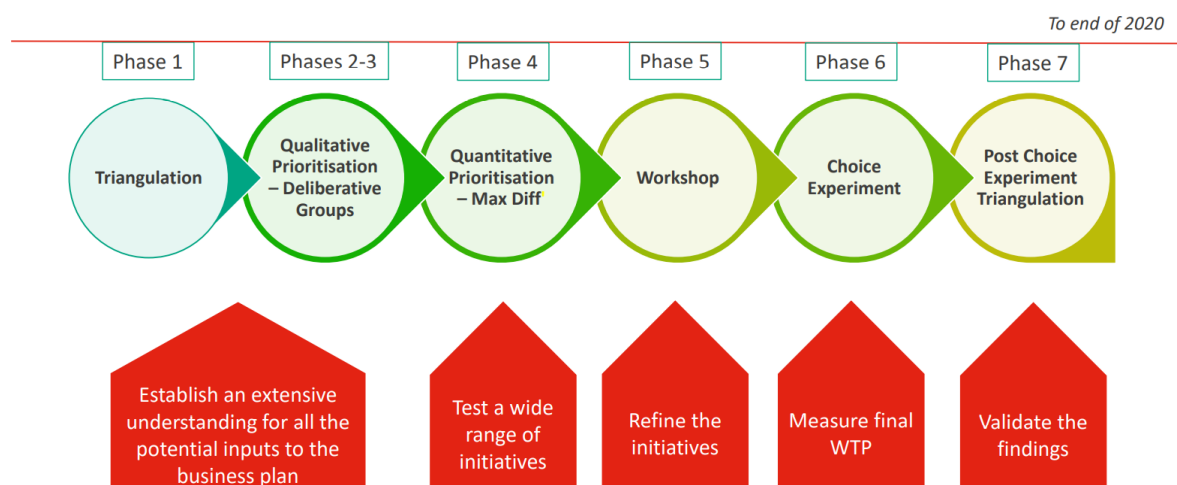 To end of 2020
Phase 1
Phases 2-3
Phase 4
Phase 5
Phase 6
Phase 7
Triangulation
Qualitative
Prioritisation
– Deliberative
Groups
Quantitative
Prioritisation
– Max Diff
Workshop
Choice
Experiment
Post Choice
Experiment
Triangulation
Establish an extensive
understanding for all the
potential inputs to the
business plan
Test a wide
range of
initiatives
Refine the
initiatives
Measure final
WTP
Validate the
findings